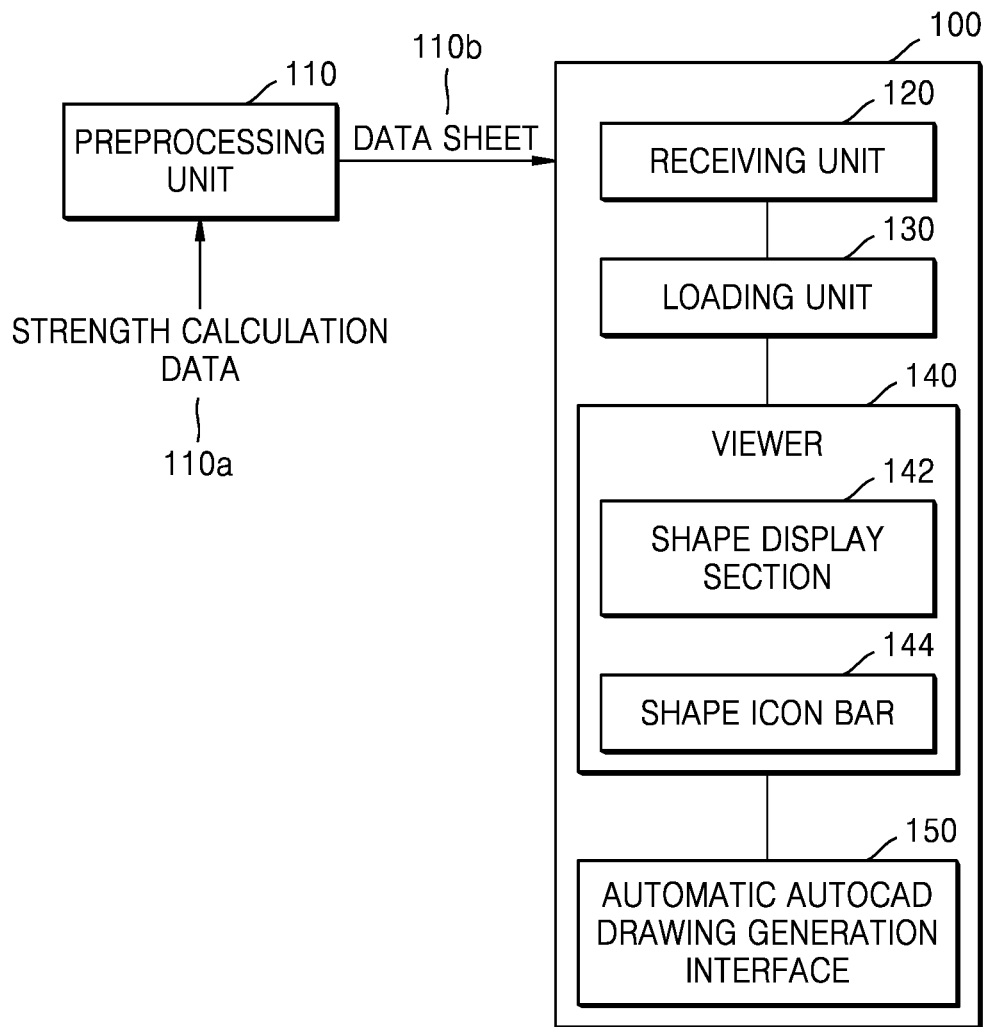 100
110b
110
120
PREPROCESSING
UNIT
DATA SHEET
RECEIVING UNIT
130
LOADING UNIT
STRENGTH CALCULATION
DATA
110a
140
VIEWER
142
SHAPE DISPLAY
SECTION
144
SHAPE ICON BAR
150
AUTOMATIC AUTOCAD
DRAWING GENERATION
INTERFACE